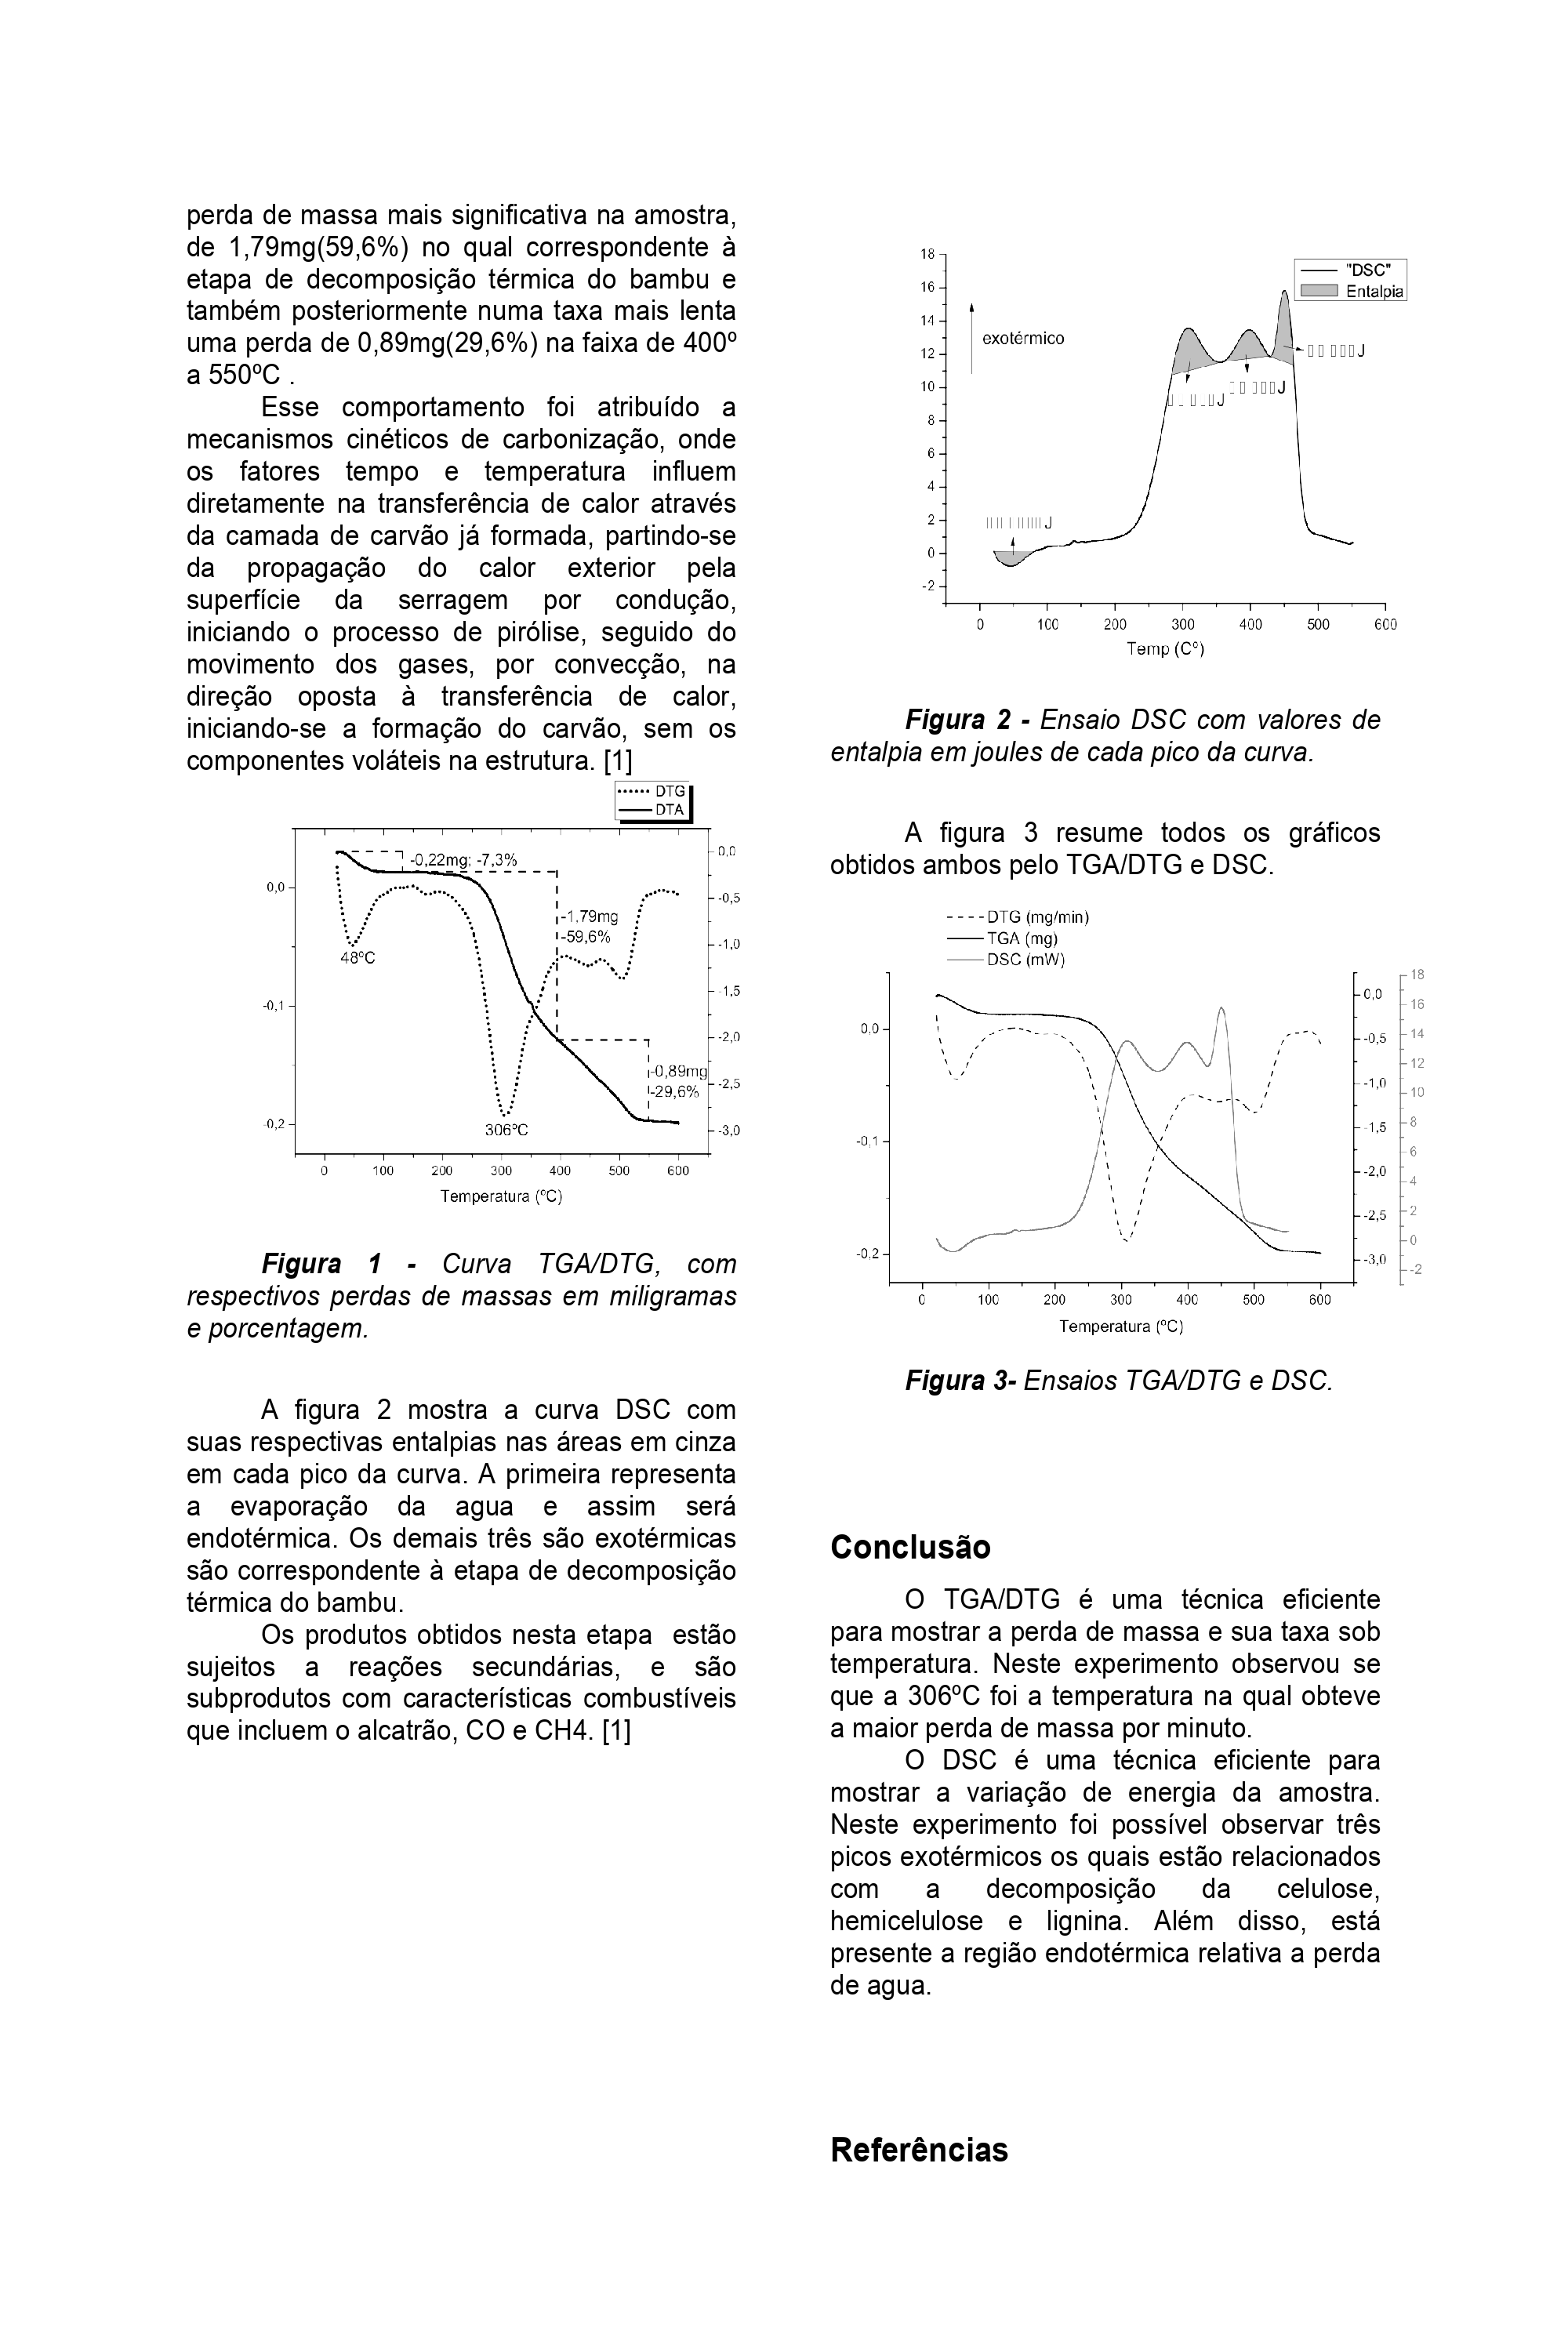 perda de massa mais significativa na amostra,
de 1,79mg(59,6%) no qual correspondente à
etapa de decomposição térmica do bambu e
também posteriormente numa taxa mais lenta
uma perda de 0,89mg(29,6%) na faixa de 400º
a 550ºC .
Esse comportamento foi atribuído a
mecanismos cinéticos de carbonização, onde
os fatores tempo e temperatura influem
diretamente na transferência de calor através
da camada de carvão já formada, partindo-se
da propagação do calor exterior pela
superfície da serragem por condução,
iniciando o processo de pirólise, seguido do
movimento dos gases, por convecção, na
direção oposta à transferência de calor,
iniciando-se a formação do carvão, sem os
componentes voláteis na estrutura. [1]
DTG
DTA
0,0
-0,1
-0,2
-0,22mg; -7,3%
-1,79mg
-59,6%
-0,89mg
-29,6%
48ºC
306ºC
0,0
-0,5
-1,0
-1,5
-2,0
-2,5
-3,0
0 100 200 300 400 500 600
Temperatura (ºC)
Figura 1 - Curva TGA/DTG, com
respectivos perdas de massas em miligramas
e porcentagem.
A figura 2 mostra a curva DSC com
suas respectivas entalpias nas áreas em cinza
em cada pico da curva. A primeira representa
a evaporação da agua e assim será
endotérmica. Os demais três são exotérmicas
são correspondente à etapa de decomposição
térmica do bambu.
Os produtos obtidos nesta etapa estão
sujeitos a reações secundárias, e são
subprodutos com características combustíveis
que incluem o alcatrão, CO e CH4. [1]
18
16
14
12
10
8
6
4
2
0
-2
"DSC"
Entalpia
exotérmico
J
J
J
J
0 100 200 300 400 500 600
Temp (Cº)
Figura 2 - Ensaio DSC com valores de
entalpia em joules de cada pico da curva.
A figura 3 resume todos os gráficos
obtidos ambos pelo TGA/DTG e DSC.
DTG (mg/min)
TGA (mg)
DSC (mW)
0,0
-0,1
-0,2
0,0
-0,5
-1,0
-1,5
-2,0
-2,5
-3,0
18
16
14
12
10
8
6
4
2
0
-2
0 100 200 300 400 500 600
Temperatura (ºC)
Figura 3- Ensaios TGA/DTG e DSC.
Conclusão
O TGA/DTG é uma técnica eficiente
para mostrar a perda de massa e sua taxa sob
temperatura. Neste experimento observou se
que a 306ºC foi a temperatura na qual obteve
a maior perda de massa por minuto.
O DSC é uma técnica eficiente para
mostrar a variação de energia da amostra.
Neste experimento foi possível observar três
picos exotérmicos os quais estão relacionados
com a decomposição da celulose,
hemicelulose e lignina. Além disso, está
presente a região endotérmica relativa a perda
de agua.
Referências